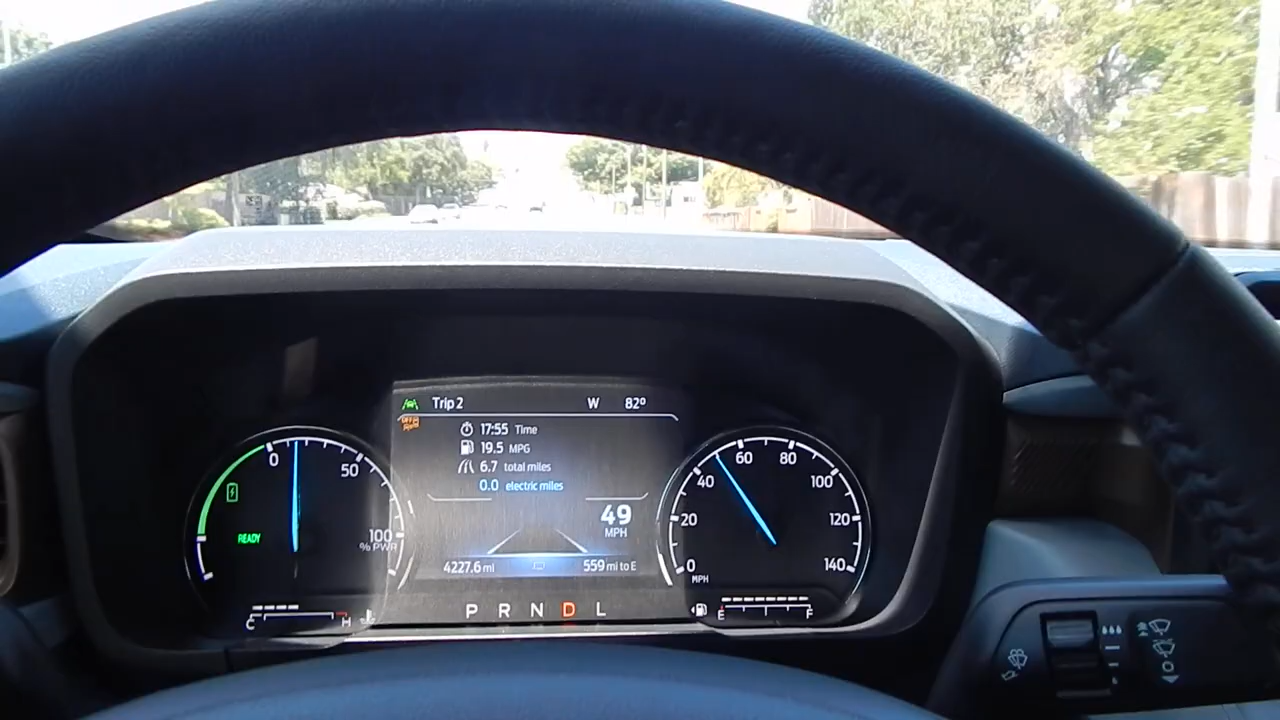 Trip 2 W 82°
OFF
17:55 Time
19.5 MPG
6.7 total miles
0.0 electric miles
49
MPH
4227.6 mi 559 mi to E
P R N D L
0
50
100
% PWR
READY
C H
0
20
40
60
80
100
120
140
MPH
E F